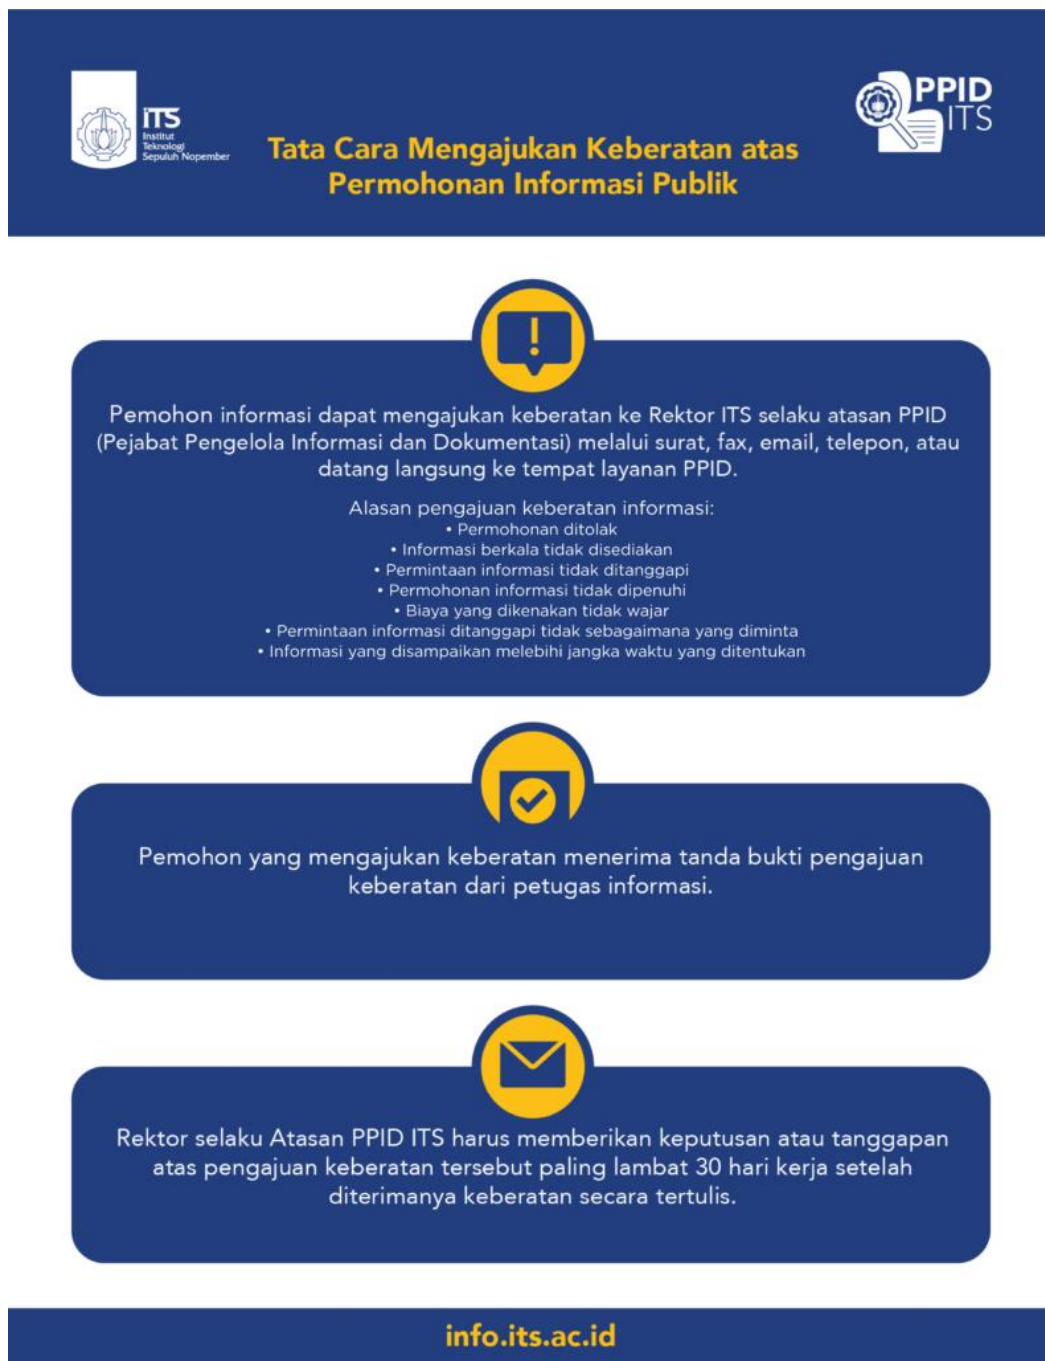 iTS
Institut
Teknologi
Sepuluh Nopember
PPID
ITS
Tata Cara Mengajukan Keberatan atas
Permohonan Informasi Publik
Pemohon informasi dapat mengajukan keberatan ke Rektor ITS selaku atasan PPID
(Pejabat Pengelola Informasi dan Dokumentasi) melalui surat, fax, email, telepon, atau
datang langsung ke tempat layanan PPID.
Alasan pengajuan keberatan informasi:
• Permohonan ditolak
• Informasi berkala tidak disediakan
• Permintaan informasi tidak ditanggapi
• Permohonan informasi tidak dipenuhi
• Biaya yang dikenakan tidak wajar
• Permintaan informasi ditanggapi tidak sebagaimana yang diminta
• Informasi yang disampaikan melebihi jangka waktu yang ditentukan
Pemohon yang mengajukan keberatan menerima tanda bukti pengajuan
keberatan dari petugas informasi.
Rektor selaku Atasan PPID ITS harus memberikan keputusan atau tanggapan
atas pengajuan keberatan tersebut paling lambat 30 hari kerja setelah
diterimanya keberatan secara tertulis.
info.its.ac.id